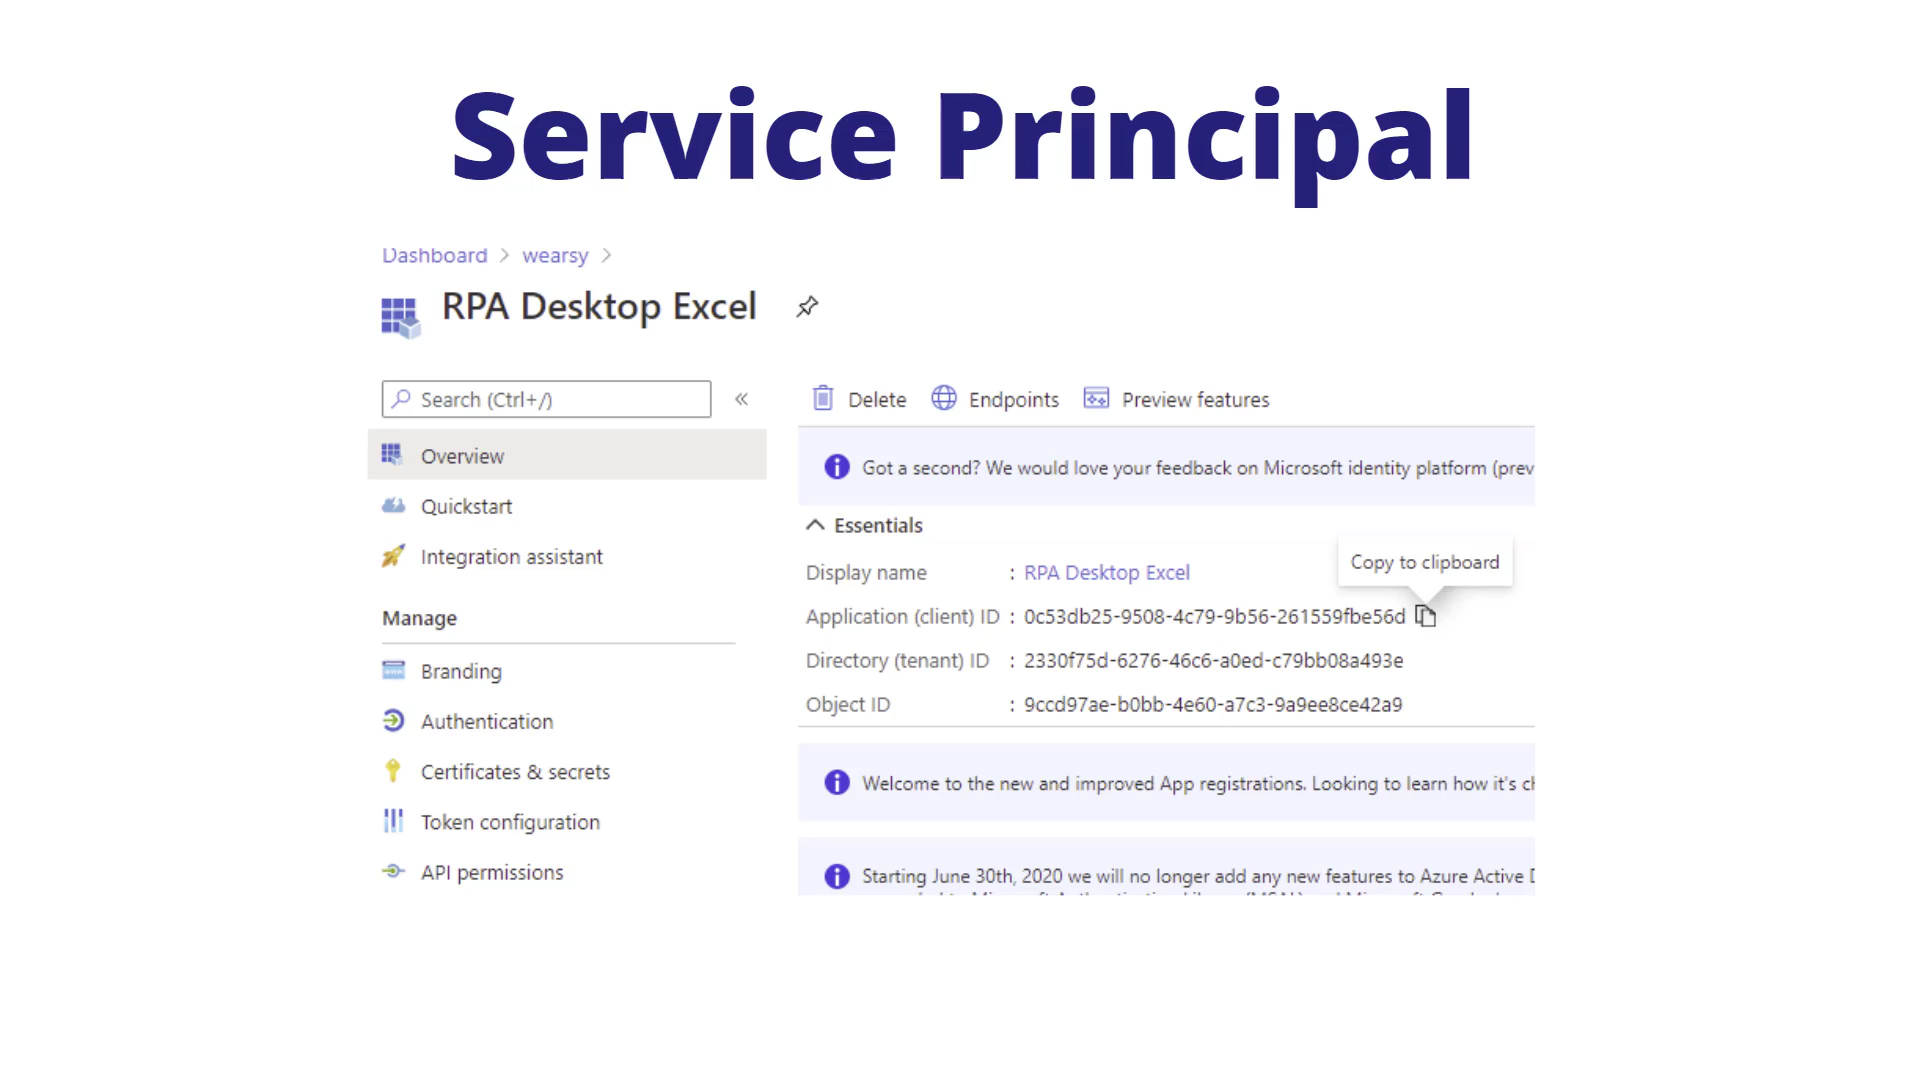 Service Principal
Dashboard > wearsy >
RPA Desktop Excel
Search (Ctrl+/) «
Delete Endpoints Preview features
Overview
Quickstart
Integration assistant
Manage
Branding
Authentication
Certificates & secrets
Token configuration
API permissions
Got a second? We would love your feedback on Microsoft identity platform (prev
Essentials
Copy to clipboard
Display name : RPA Desktop Excel
Application (client) ID : 0c53db25-9508-4c79-9b56-261559fbe56d
Directory (tenant) ID : 2330f75d-6276-46c6-a0ed-c79bb08a493e
Object ID : 9ccd97ae-b0bb-4e60-a7c3-9a9ee8ce42a9
Welcome to the new and improved App registrations. Looking to learn how it's ch
Starting June 30th, 2020 we will no longer add any new features to Azure Active D